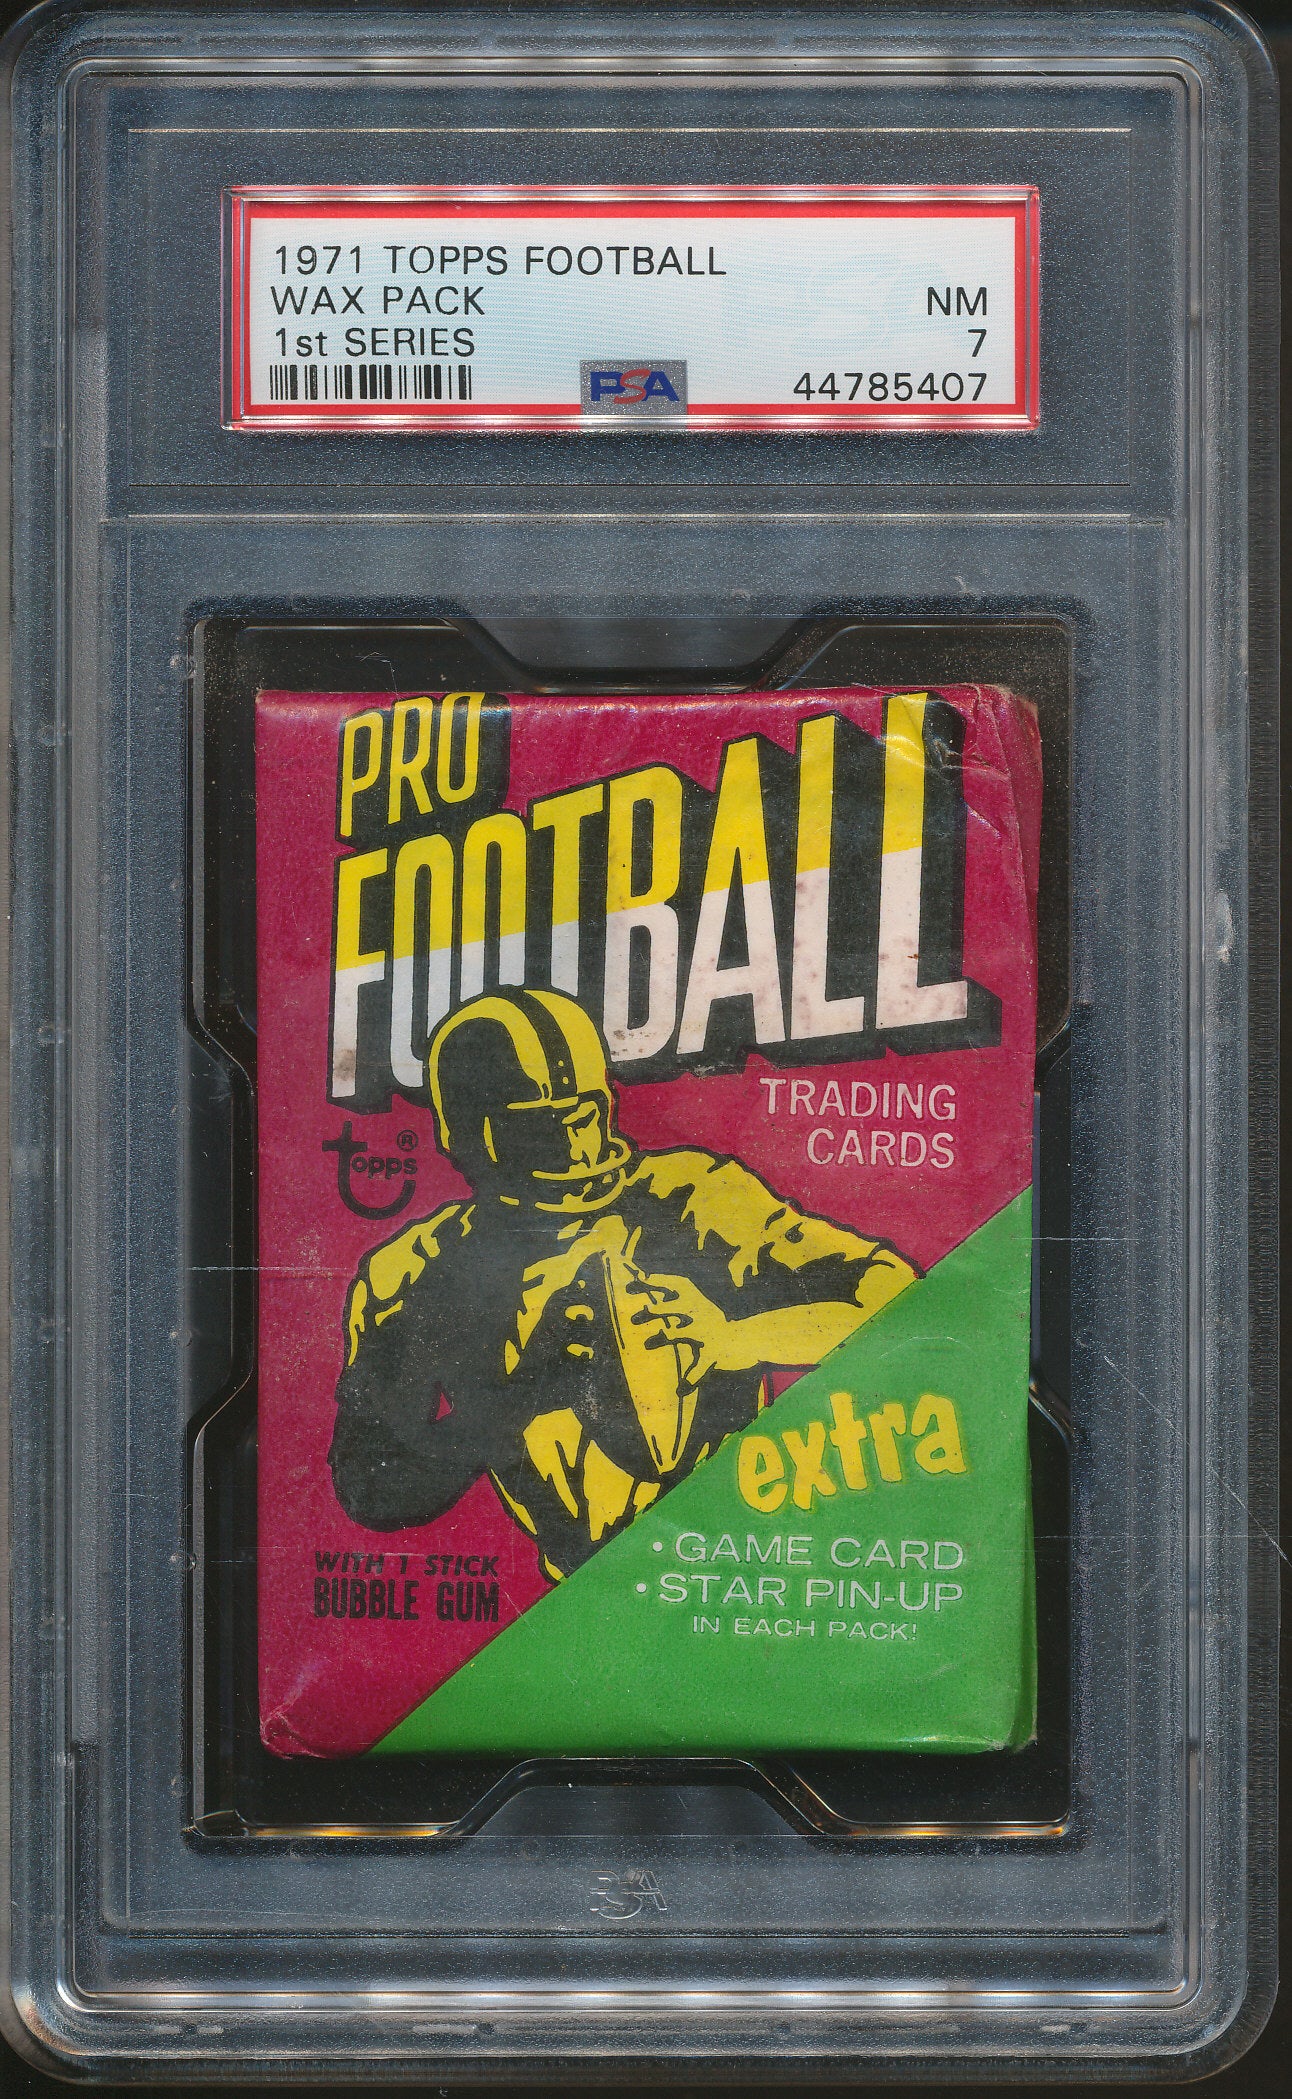 1971 TOPPS FOOTBALL
WAX PACK
NM
1st SERIES
7
PSA
44785407
PRO
FOOTBALL
TRADING
CARDS
topps®
extra
• GAME CARD
• STAR PIN-UP
IN EACH PACK!
WITH 1 STICK
BUBBLE GUM
PSA